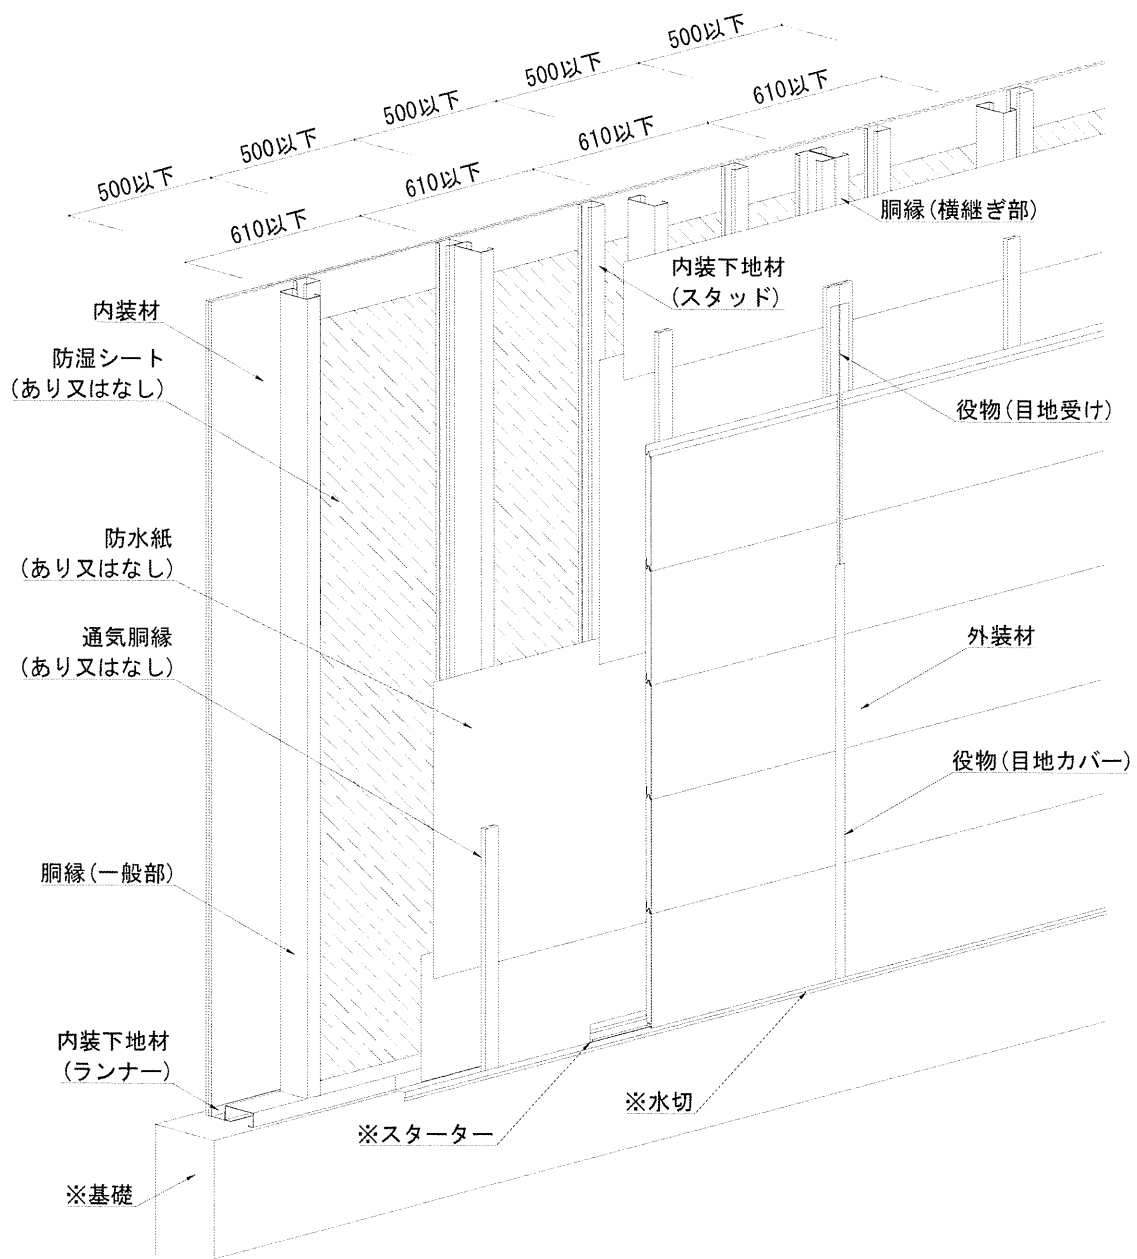 500以下
500以下
500以下
500以下
500以下
610以下
610以下
610以下
610以下
胴縁(横継ぎ部)
内装下地材
(スタッド)
内装材
防湿シート
(あり又はなし)
役物(目地受け)
防水紙
(あり又はなし)
通気胴縁
(あり又はなし)
外装材
役物(目地カバー)
胴縁(一般部)
内装下地材
(ランナー)
※水切
※スターター
※基礎